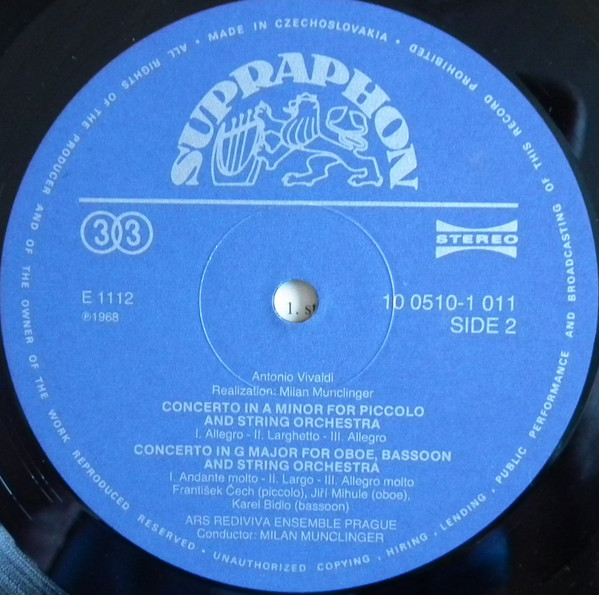 • MADE IN CZECHOSLOVAKIA •
ALL RIGHTS OF THE PRODUCER AND OF THE OWNER OF THE WORK REPRODUCED RESERVED • UNAUTHORIZED COPYING, HIRING, LENDING, PUBLIC PERFORMANCE AND BROADCASTING OF THIS RECORD PROHIBITED
SUPRAPHON
33
STEREO
E 1112
℗1968
10 0510-1 011
SIDE 2
1. st
Antonio Vivaldi
Realization: Milan Munclinger
CONCERTO IN A MINOR FOR PICCOLO
AND STRING ORCHESTRA
I. Allegro - II. Larghetto - III. Allegro
CONCERTO IN G MAJOR FOR OBOE, BASSOON
AND STRING ORCHESTRA
I. Andante molto - II. Largo - III. Allegro molto
František Čech (piccolo), Jiří Mihule (oboe),
Karel Bidlo (bassoon)
ARS REDIVIVA ENSEMBLE PRAGUE
Conductor: MILAN MUNCLINGER